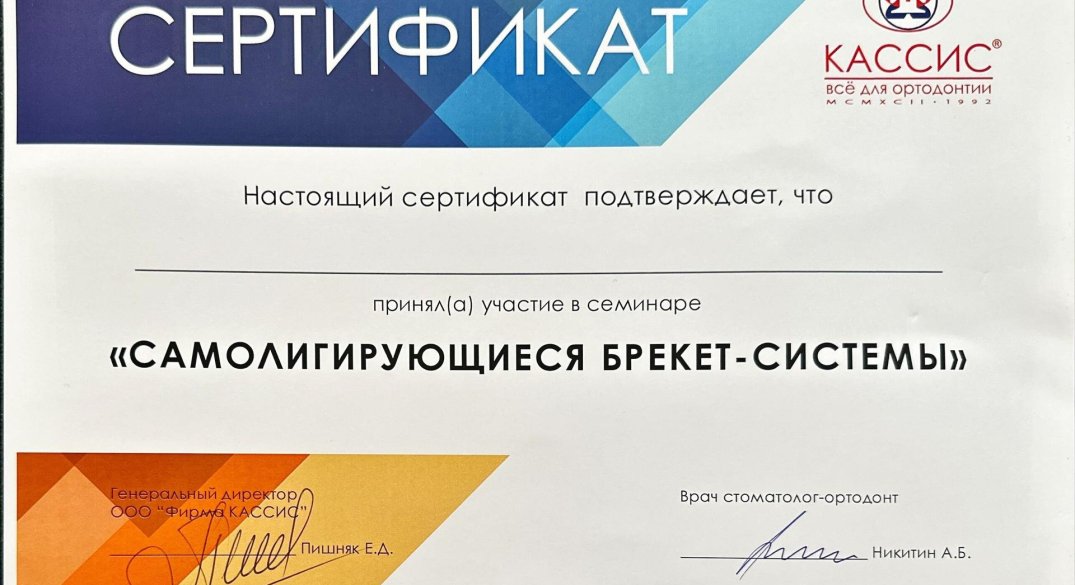 СЕРТИФИКАТ
КАССИС®
ВСЁ ДЛЯ ОРТОДОНТИИ
MCMXCII · 1992
Настоящий сертификат подтверждает, что
принял(а) участие в семинаре
«САМОЛИГИРУЮЩИЕСЯ БРЕКЕТ-СИСТЕМЫ»
Генеральный директор
ООО "Фирма КАССИС"
Пишняк Е.Д.
Врач стоматолог-ортодонт
Никитин А.Б.